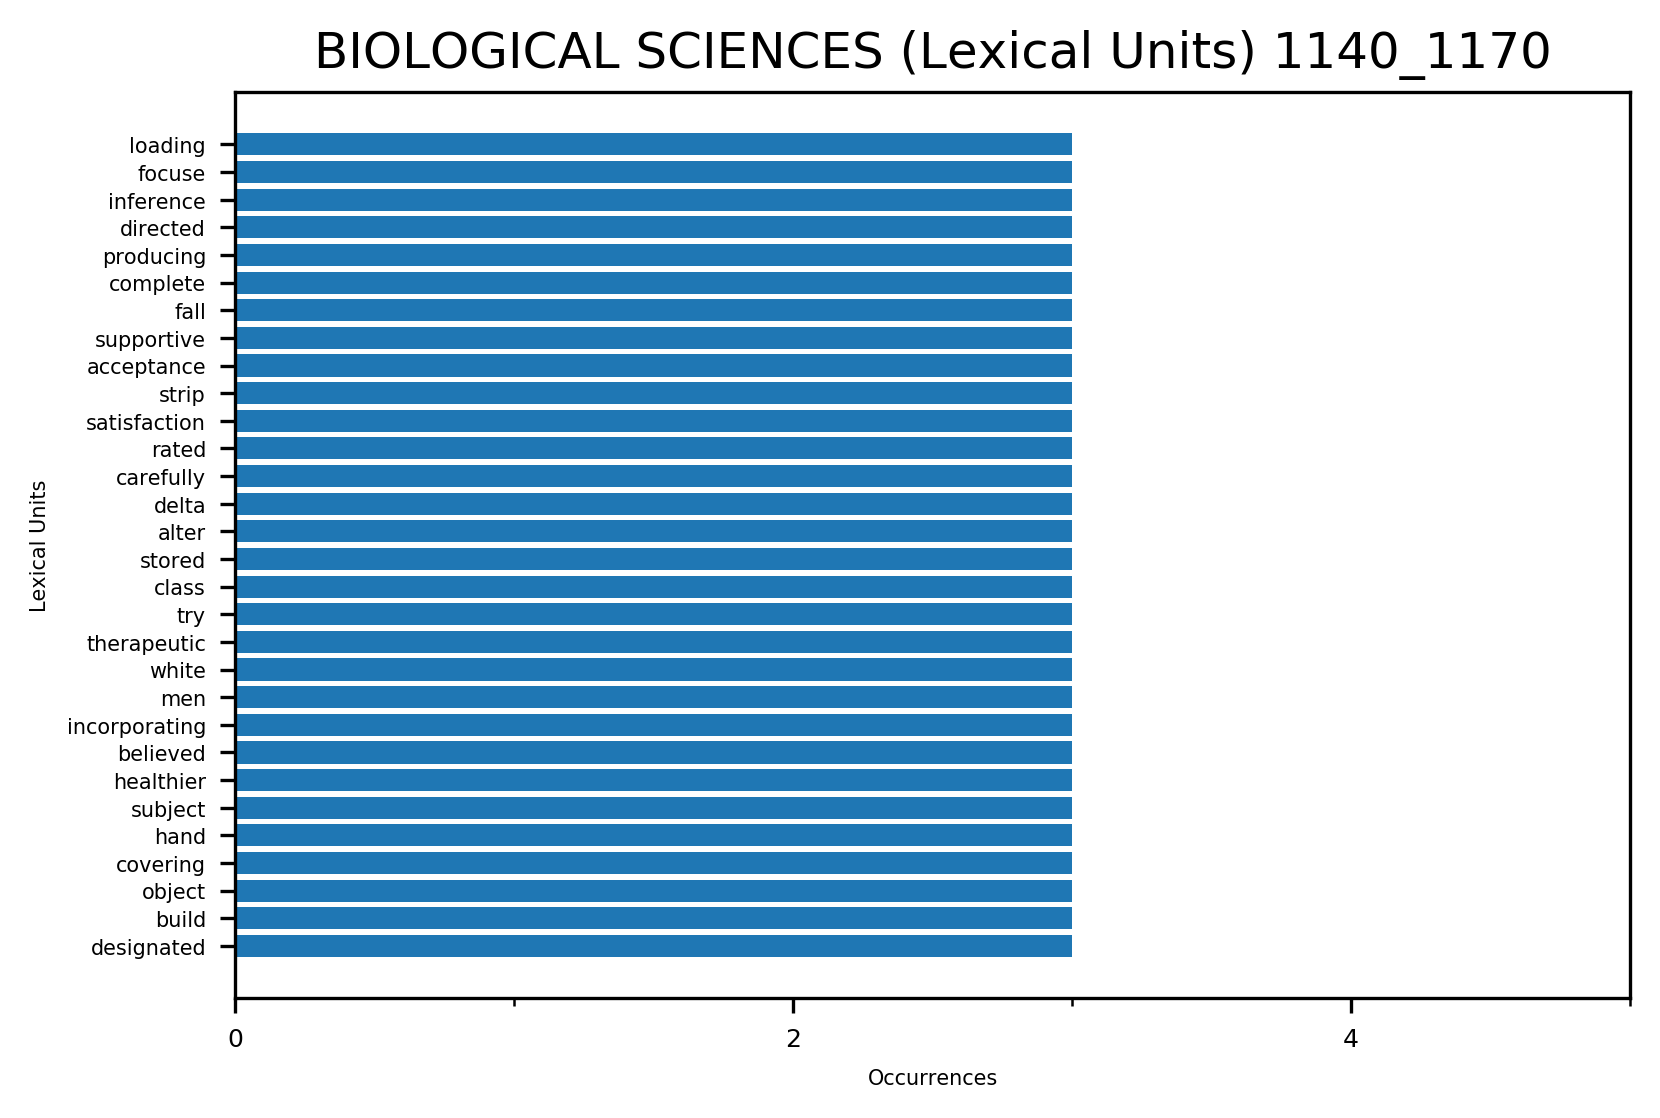 BIOLOGICAL SCIENCES (Lexical Units) 1140_1170
loading
focuse
inference
directed
producing
complete
fall
supportive
acceptance
strip
satisfaction
rated
carefully
delta
alter
stored
class
try
therapeutic
white
men
incorporating
believed
healthier
subject
hand
covering
object
build
designated
Lexical Units
0 2 4
Occurrences